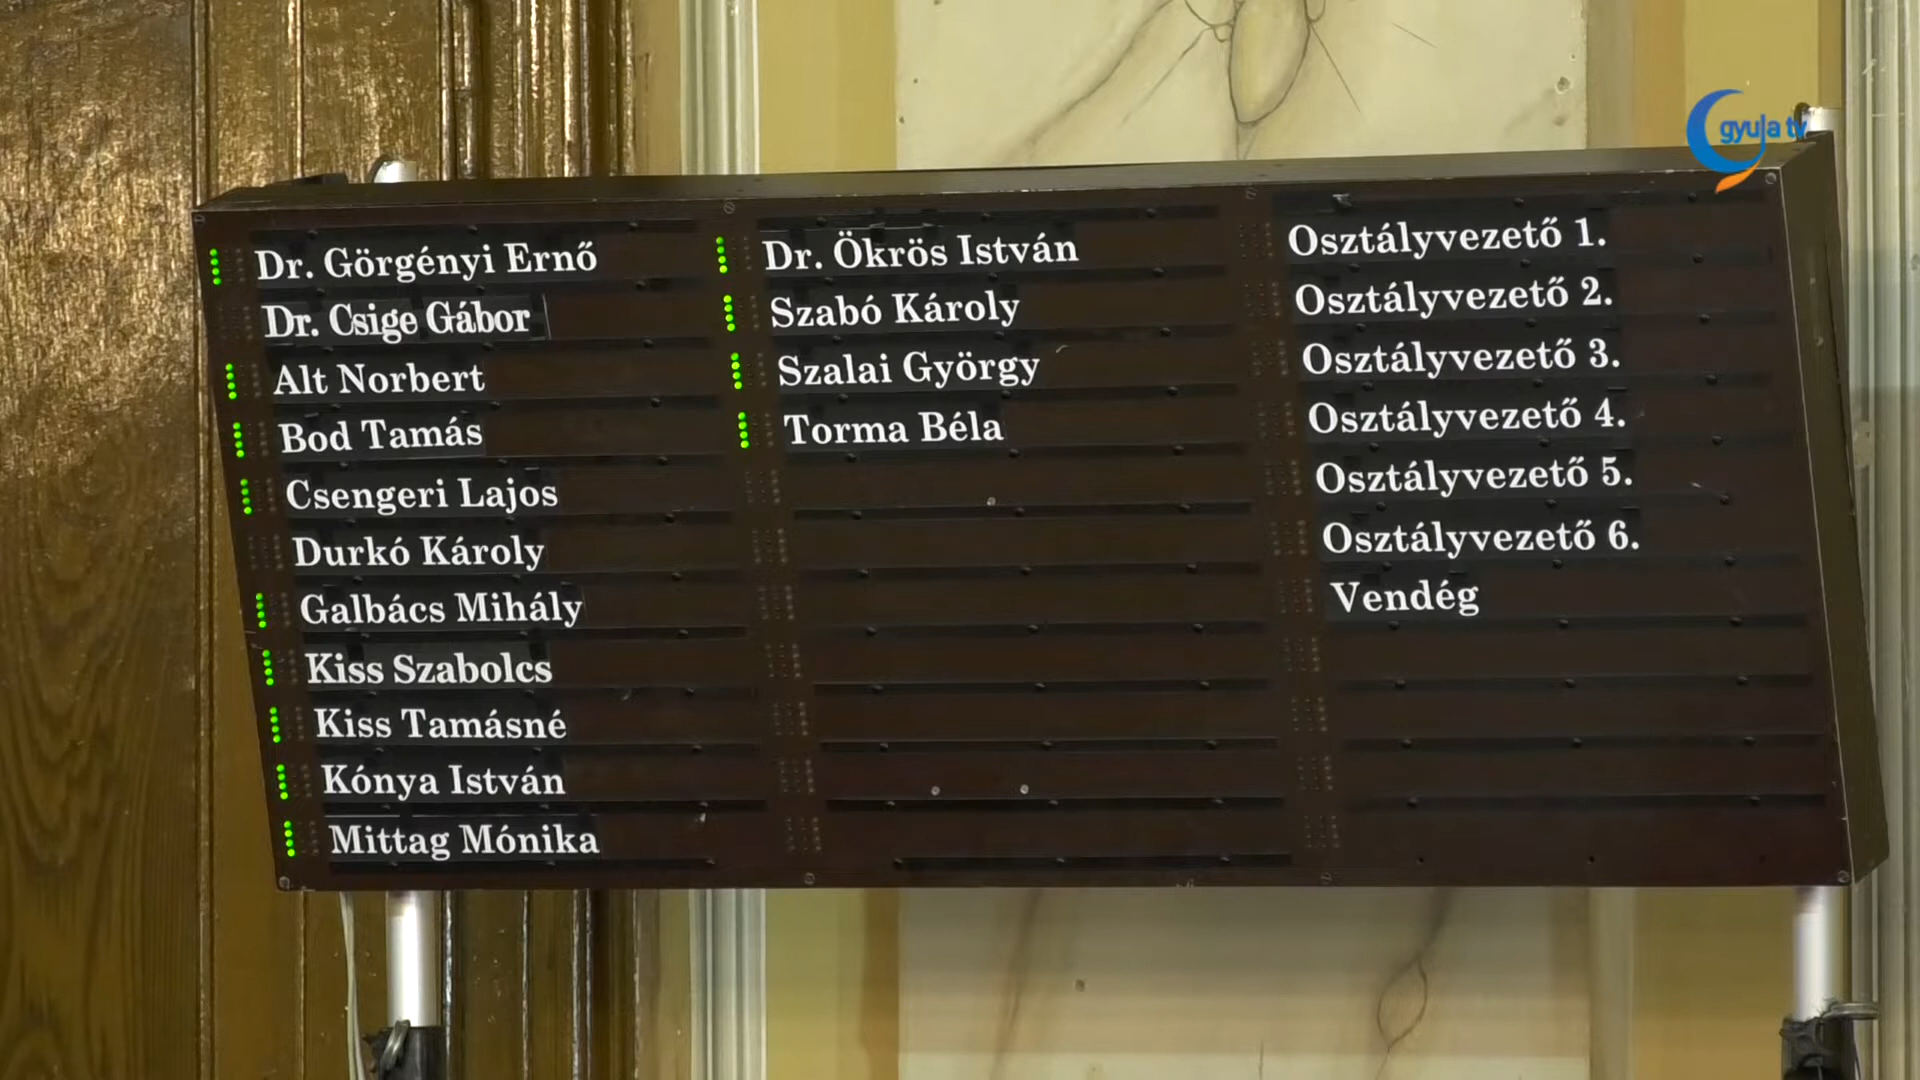 gyula tv
Dr. Görgényi Ernő
Dr. Csige Gábor
Alt Norbert
Bod Tamás
Csengeri Lajos
Durkó Károly
Galbács Mihály
Kiss Szabolcs
Kiss Tamásné
Kónya István
Mittag Mónika
Dr. Ökrös István
Szabó Károly
Szalai György
Torma Béla
Osztályvezető 1.
Osztályvezető 2.
Osztályvezető 3.
Osztályvezető 4.
Osztályvezető 5.
Osztályvezető 6.
Vendég